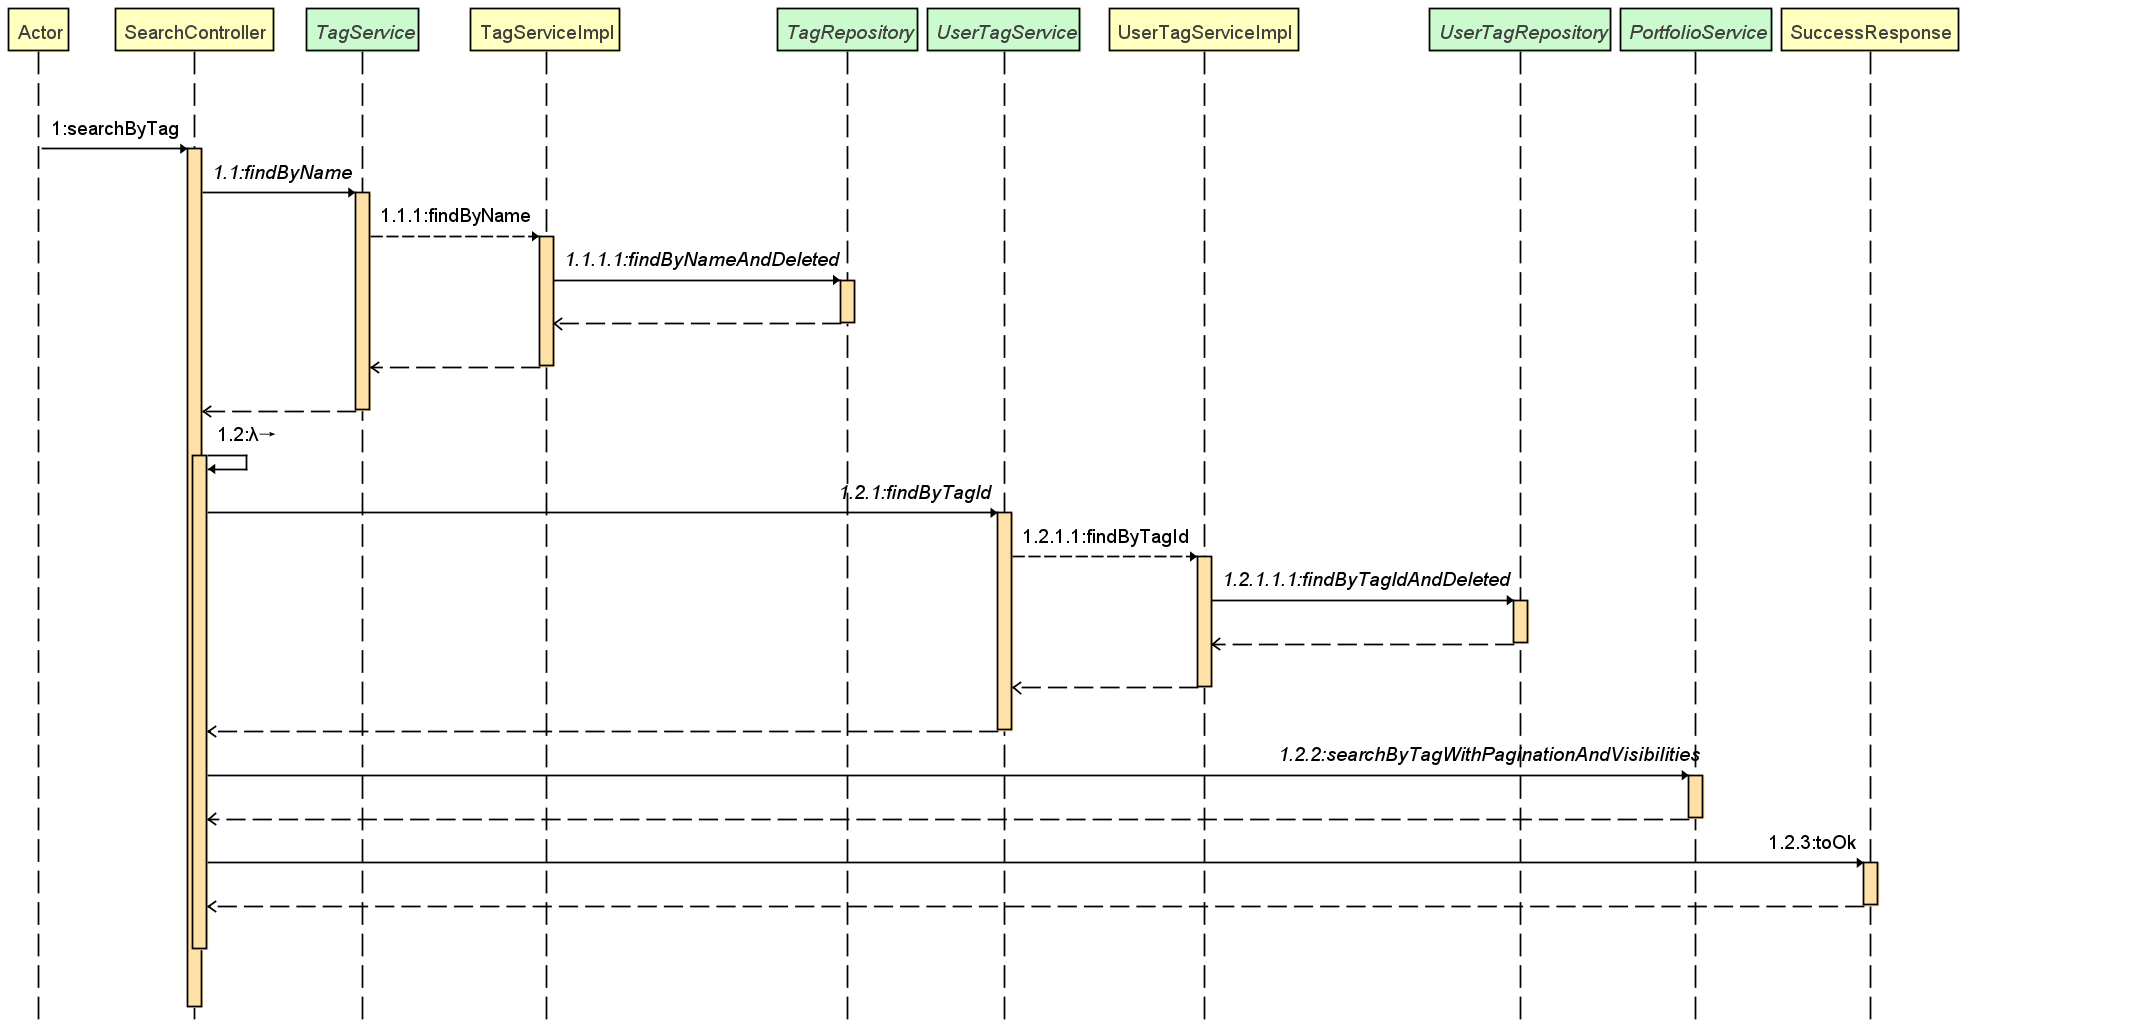 Actor
SearchController
TagService
TagServiceImpl
TagRepository
UserTagService
UserTagServiceImpl
UserTagRepository
PortfolioService
SuccessResponse
1:searchByTag
1.1:findByName
1.1.1:findByName
1.1.1.1:findByNameAndDeleted
1.2:λ→
1.2.1:findByTagId
1.2.1.1:findByTagId
1.2.1.1.1:findByTagIdAndDeleted
1.2.2:searchByTagWithPaginationAndVisibilities
1.2.3:toOk